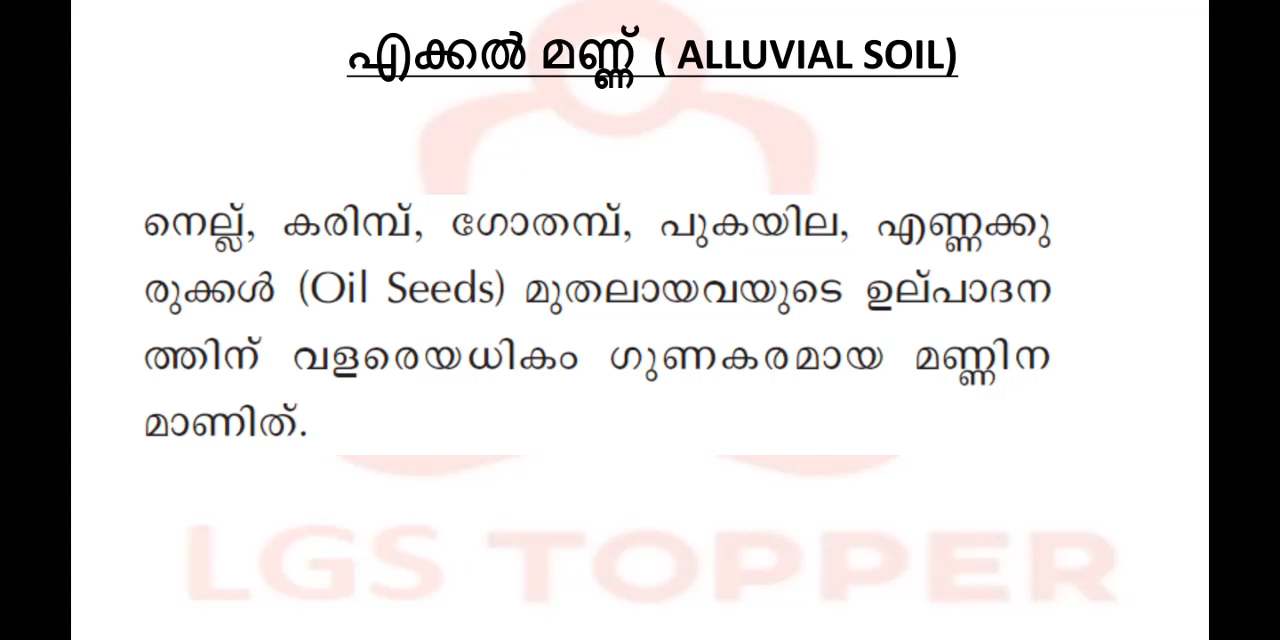 എക്കൽ മണ്ണ് ( ALLUVIAL SOIL)
നെല്ല്, കരിമ്പ്, ഗോതമ്പ്, പുകയില, എണ്ണക്കു
രുക്കൾ (Oil Seeds) മുതലായവയുടെ ഉല്പാദന
ത്തിന് വളരെയധികം ഗുണകരമായ മണ്ണിന
മാണിത്.
LGS TOPPER